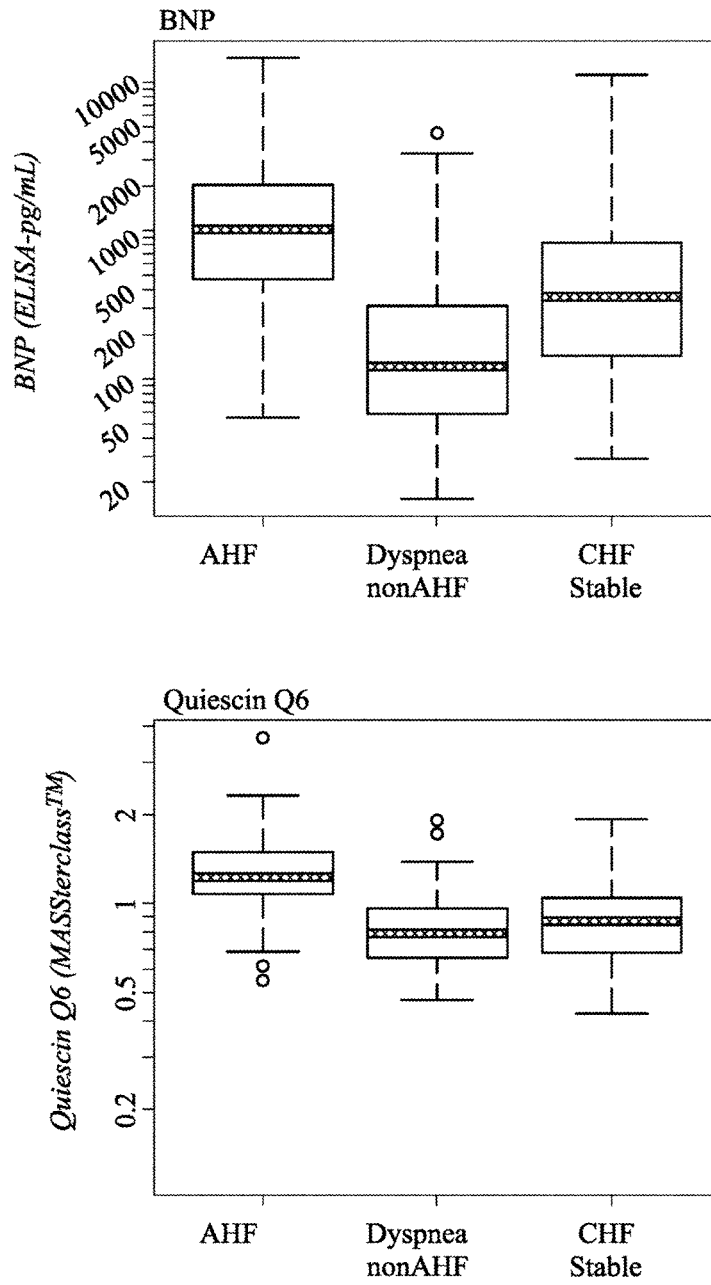 BNP
BNP (ELISA-pg/mL)
10000
5000
2000
1000
500
200
100
50
20
AHF
Dyspnea
nonAHF
CHF
Stable
Quiescin Q6
Quiescin Q6 (MASSterclassTM)
2
1
0.5
0.2
AHF
Dyspnea
nonAHF
CHF
Stable